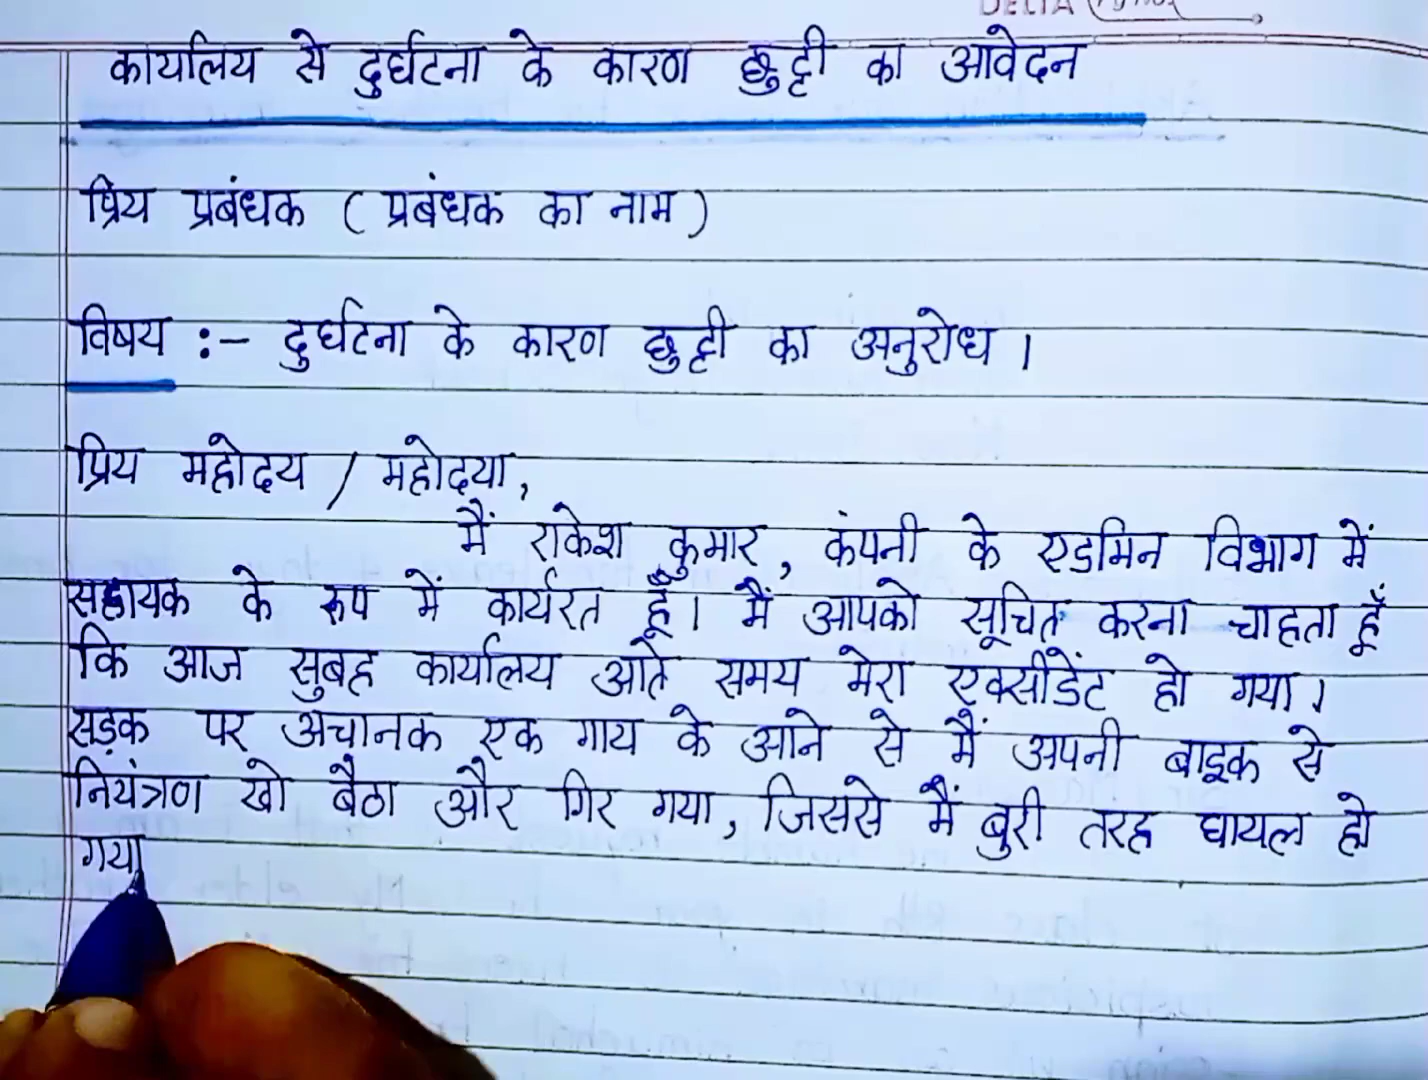 DELTA
कार्यालय से दुर्घटना के कारण छुट्टी का आवेदन
प्रिय प्रबंधक ( प्रबंधक का नाम )
विषय :- दुर्घटना के कारण छुट्टी का अनुरोध ।
प्रिय महोदय / महोदया,
मैं राकेश कुमार, कंपनी के एडमिन विभाग में
सहायक के रूप में कार्यरत हूँ। मैं आपको सूचित करना चाहता हूँ
कि आज सुबह कार्यालय आते समय मेरा एक्सीडेंट हो गया।
सड़क पर अचानक एक गाय के आने से मैं अपनी बाइक से
नियंत्रण खो बैठा और गिर गया, जिससे मैं बुरी तरह घायल हो
गया